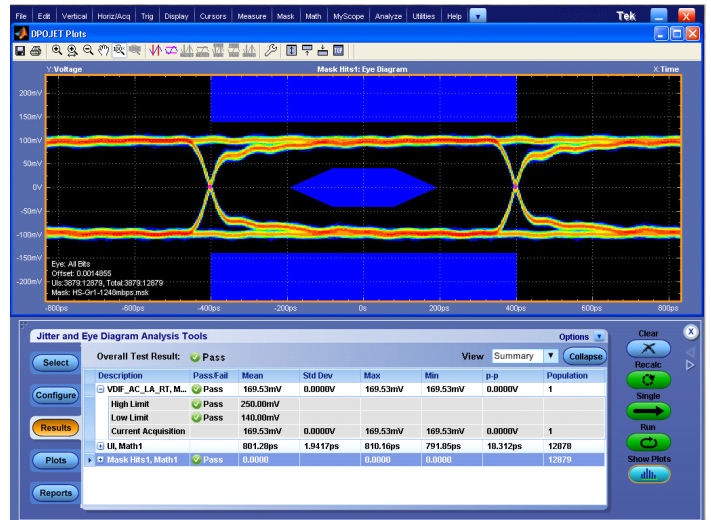 File Edit Vertical Horiz/Acq Trig Display Cursors Measure Mask Math MyScope Analyze Utilities Help Tek
DPOJET Plots
100%
Y:Voltage Mask Hits1: Eye Diagram X:Time
200mV
150mV
100mV
50mV
0V
-50mV
-100mV
-150mV
-200mV
Eye: All Bits
Offset: 0.0014855
UIs:3879:12879, Total:3879:12879
Mask: HS-Gr1-1248mbps.msk
-800ps -600ps -400ps -200ps 0s 200ps 400ps 600ps 800ps
Jitter and Eye Diagram Analysis Tools Options
Clear
X
Select
Overall Test Result: Pass View Summary Collapse
Recalc
Description Pass/Fail Mean Std Dev Max Min p-p Population
VDIF_AC_LA_RT, M... Pass 169.53mV 0.0000V 169.53mV 169.53mV 0.0000V 1
Configure
High Limit Pass 250.00mV
Single
Low Limit Pass 140.00mV
Results
Current Acquisition 169.53mV 0.0000V 169.53mV 169.53mV 0.0000V 1
Run
UI, Math1 801.28ps 1.9417ps 810.16ps 791.85ps 18.312ps 12878
Plots
Mask Hits1, Math1 Pass 0.0000 0.0000 0.0000 12879
Show Plots
Reports